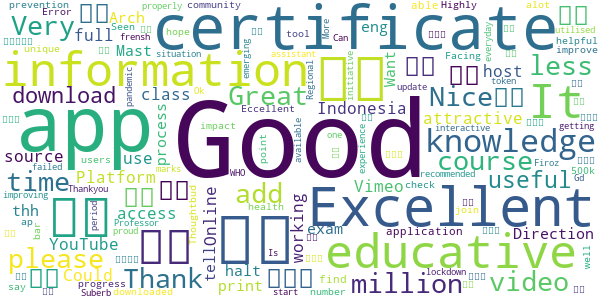 properly community
prevention Error seen hope tool
certificate
Very Arch
full eng able Highly
alot
More Can utilised
unique frensh everyday helpful
Mast situation assistant improve
information
emerging Want less
Facing
pandemic initiative Regional
download class Great Ok host update token
Nice It
app Good
process Indonesia attractive
source use impact users
knowledge
Eccellent available interactive
one experience getting
time Platform point WHO
course
failed marks recommended Firoz 500k
improving Thankyou
Excellent useful
access Vimeo check Gd
thh add
ap period Professor health join
exam Direction
YouTube bar proud tellOnline working
Thoughtbud Is application
educative
please Could Thank halt
million video well
print find lockdown
say progress downloaded start number
Suberb